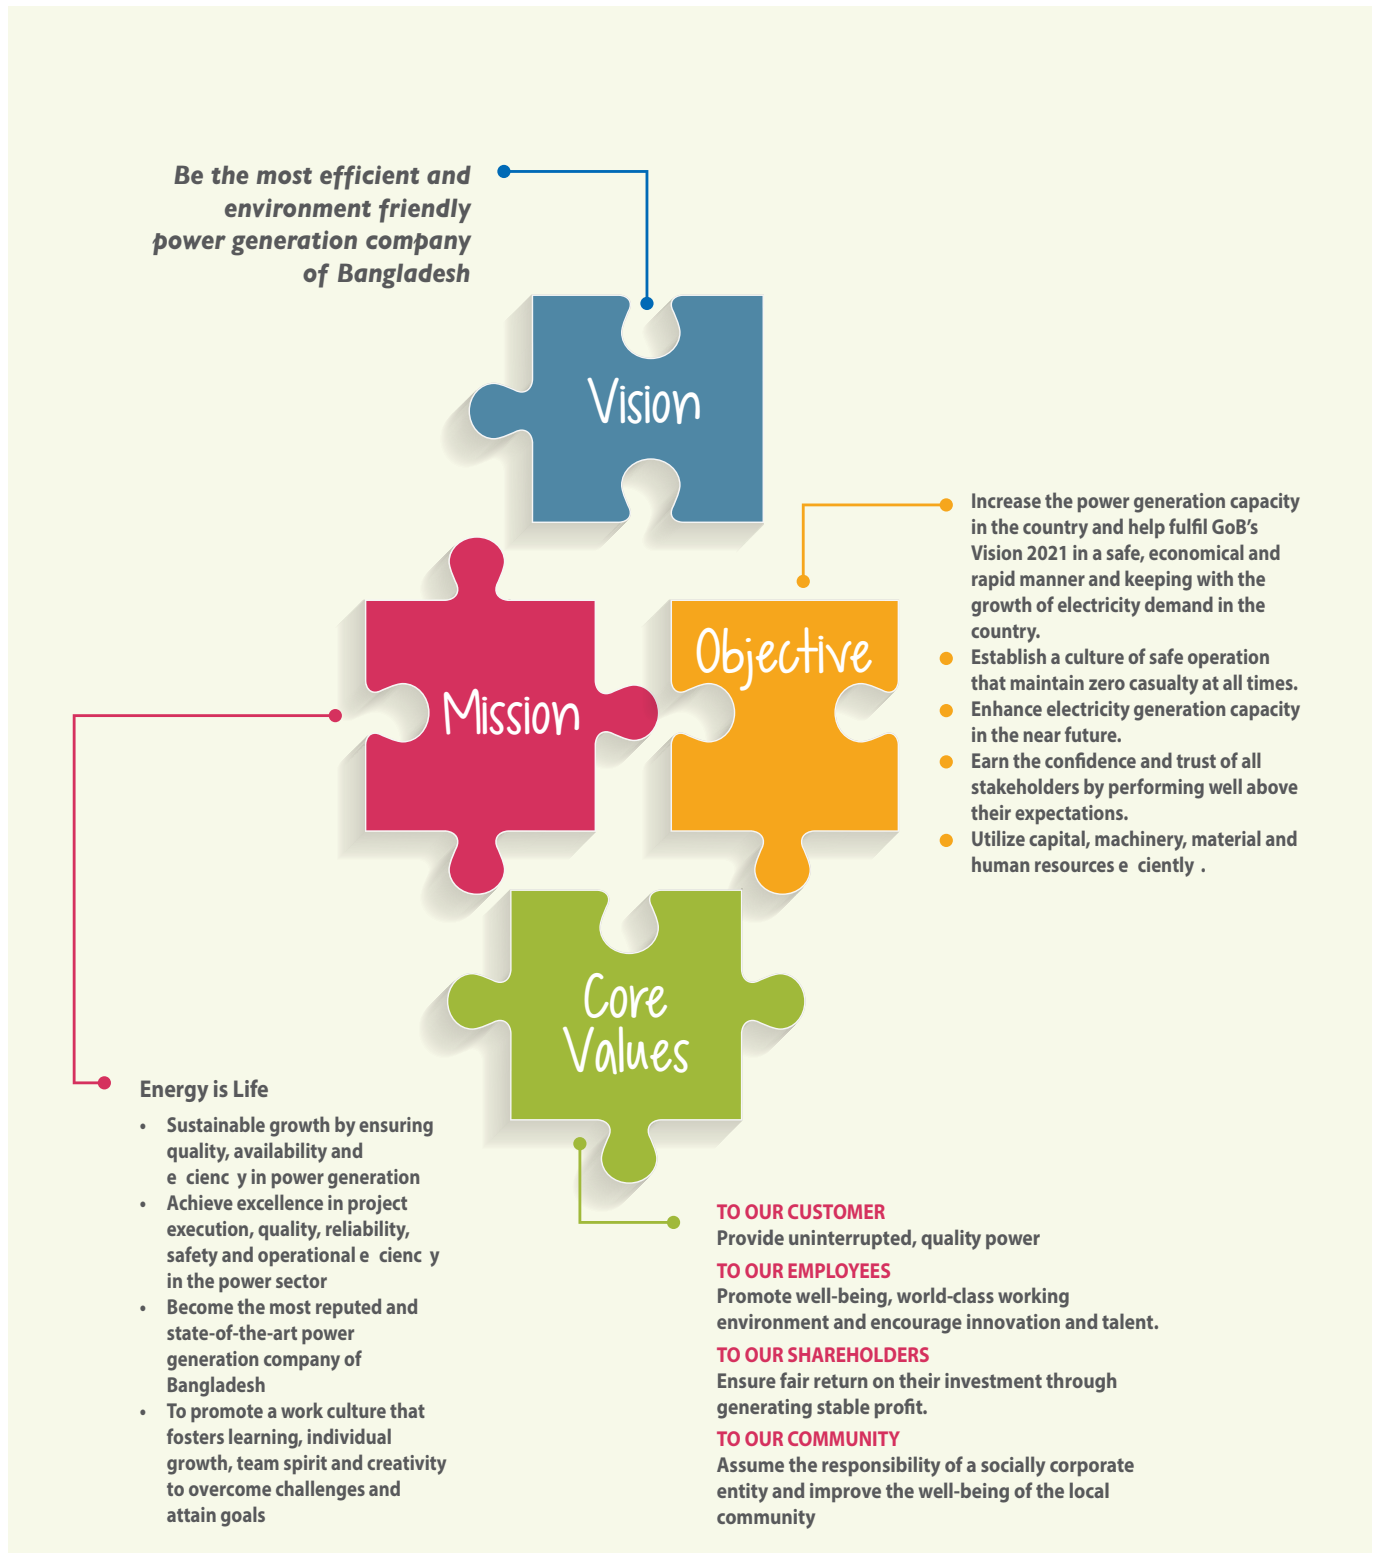 Be the most efficient and
environment friendly
power generation company
of Bangladesh
Vision
Mission
Objective
Increase the power generation capacity
in the country and help fulfil GoB's
Vision 2021 in a safe, economical and
rapid manner and keeping with the
growth of electricity demand in the
country.
Establish a culture of safe operation
that maintain zero casualty at all times.
Enhance electricity generation capacity
in the near future.
Earn the confidence and trust of all
stakeholders by performing well above
their expectations.
Utilize capital, machinery, material and
human resources e ciently .
Core
Values
Energy is Life
• Sustainable growth by ensuring
quality, availability and
e cienc y in power generation
• Achieve excellence in project
execution, quality, reliability,
safety and operational e cienc y
in the power sector
• Become the most reputed and
state-of-the-art power
generation company of
Bangladesh
• To promote a work culture that
fosters learning, individual
growth, team spirit and creativity
to overcome challenges and
attain goals
TO OUR CUSTOMER
Provide uninterrupted, quality power
TO OUR EMPLOYEES
Promote well-being, world-class working
environment and encourage innovation and talent.
TO OUR SHAREHOLDERS
Ensure fair return on their investment through
generating stable profit.
TO OUR COMMUNITY
Assume the responsibility of a socially corporate
entity and improve the well-being of the local
community